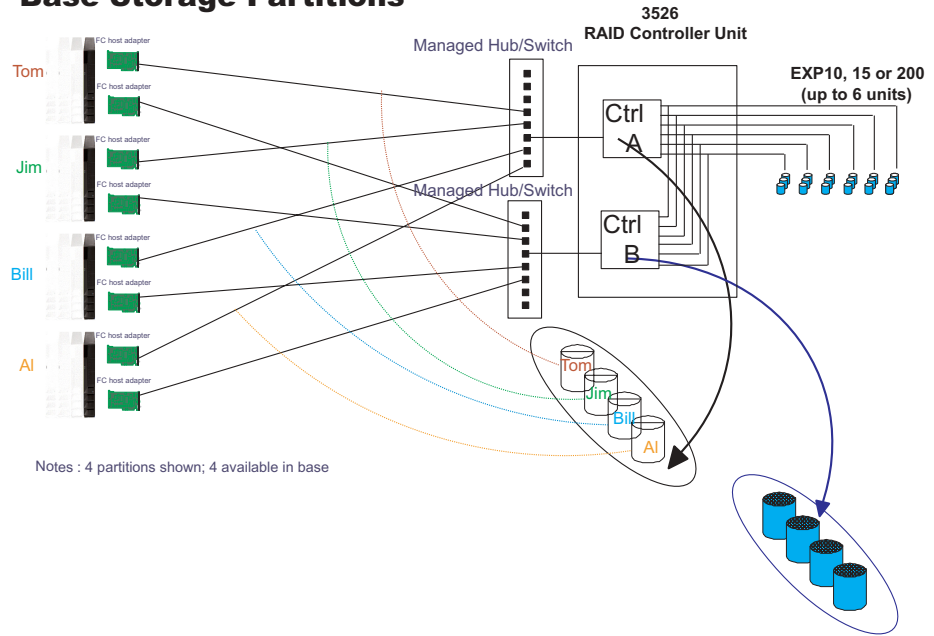 Base Storage Partitions
3526
RAID Controller Unit
Managed Hub/Switch
EXP10, 15 or 200
(up to 6 units)
Tom
FC host adapter
FC host adapter
Ctrl
A
Jim
FC host adapter
FC host adapter
Managed Hub/Switch
Ctrl
B
Bill
FC host adapter
FC host adapter
Al
FC host adapter
FC host adapter
Tom
Jim
Bill
Al
Notes : 4 partitions shown; 4 available in base